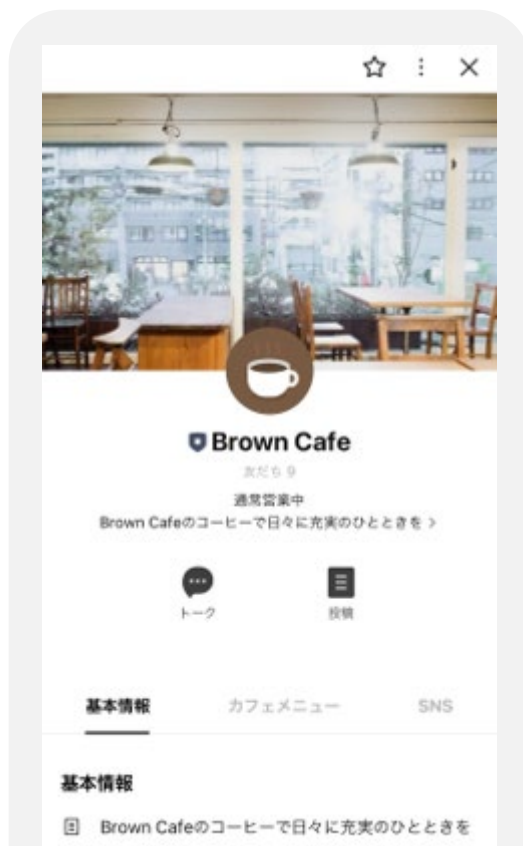 Brown Cafe
友だち 9
通常営業中
Brown Cafeのコーヒーで日々に充実のひとときを >
トーク
投稿
基本情報
カフェメニュー
SNS
基本情報
Brown Cafeのコーヒーで日々に充実のひとときを